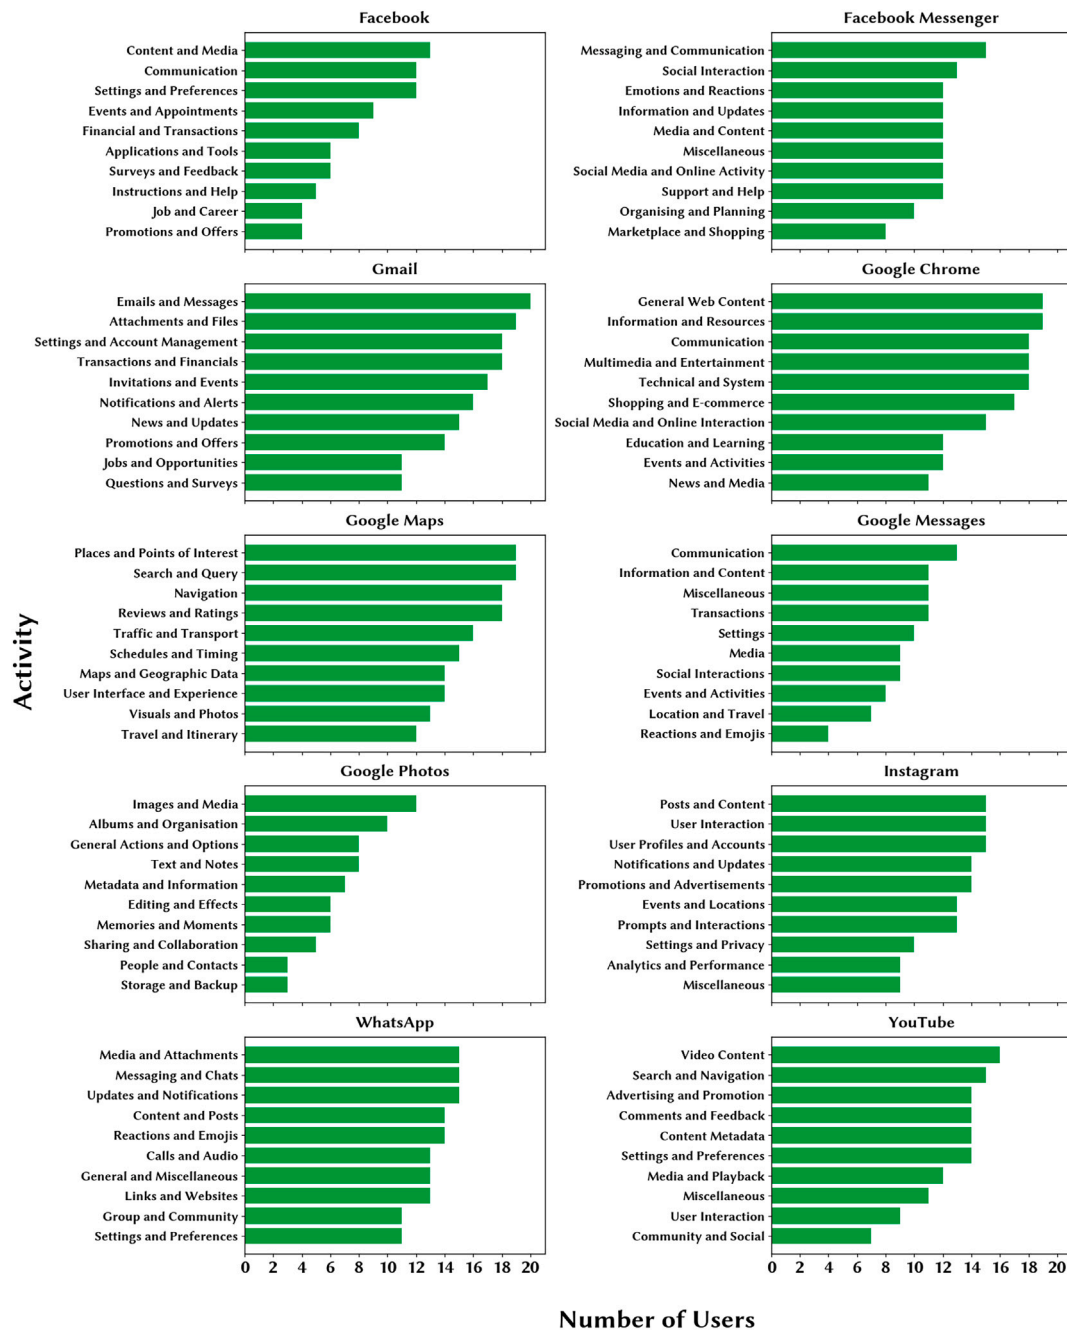 Facebook
Content and Media
Communication
Settings and Preferences
Events and Appointments
Financial and Transactions
Applications and Tools
Surveys and Feedback
Instructions and Help
Job and Career
Promotions and Offers
Facebook Messenger
Messaging and Communication
Social Interaction
Emotions and Reactions
Information and Updates
Media and Content
Miscellaneous
Social Media and Online Activity
Support and Help
Organising and Planning
Marketplace and Shopping
Gmail
Emails and Messages
Attachments and Files
Settings and Account Management
Transactions and Financials
Invitations and Events
Notifications and Alerts
News and Updates
Promotions and Offers
Jobs and Opportunities
Questions and Surveys
Google Chrome
General Web Content
Information and Resources
Communication
Multimedia and Entertainment
Technical and System
Shopping and E-commerce
Social Media and Online Interaction
Education and Learning
Events and Activities
News and Media
Google Maps
Places and Points of Interest
Search and Query
Navigation
Reviews and Ratings
Traffic and Transport
Schedules and Timing
Maps and Geographic Data
User Interface and Experience
Visuals and Photos
Travel and Itinerary
Google Messages
Communication
Information and Content
Miscellaneous
Transactions
Settings
Media
Social Interactions
Events and Activities
Location and Travel
Reactions and Emojis
Google Photos
Images and Media
Albums and Organisation
General Actions and Options
Text and Notes
Metadata and Information
Editing and Effects
Memories and Moments
Sharing and Collaboration
People and Contacts
Storage and Backup
Instagram
Posts and Content
User Interaction
User Profiles and Accounts
Notifications and Updates
Promotions and Advertisements
Events and Locations
Prompts and Interactions
Settings and Privacy
Analytics and Performance
Miscellaneous
WhatsApp
Media and Attachments
Messaging and Chats
Updates and Notifications
Content and Posts
Reactions and Emojis
Calls and Audio
General and Miscellaneous
Links and Websites
Group and Community
Settings and Preferences
0 2 4 6 8 10 12 14 16 18 20
YouTube
Video Content
Search and Navigation
Advertising and Promotion
Comments and Feedback
Content Metadata
Settings and Preferences
Media and Playback
Miscellaneous
User Interaction
Community and Social
0 2 4 6 8 10 12 14 16 18 20
Activity
Number of Users